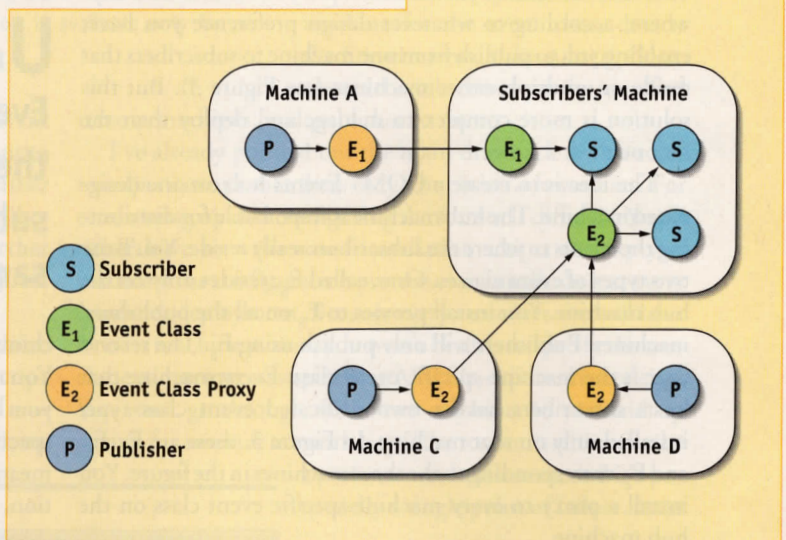 Machine A
P
E1
Subscribers' Machine
E1
S
S
E2
S
S Subscriber
E1 Event Class
E2 Event Class Proxy
P Publisher
P
E2
Machine C
E2
P
Machine D